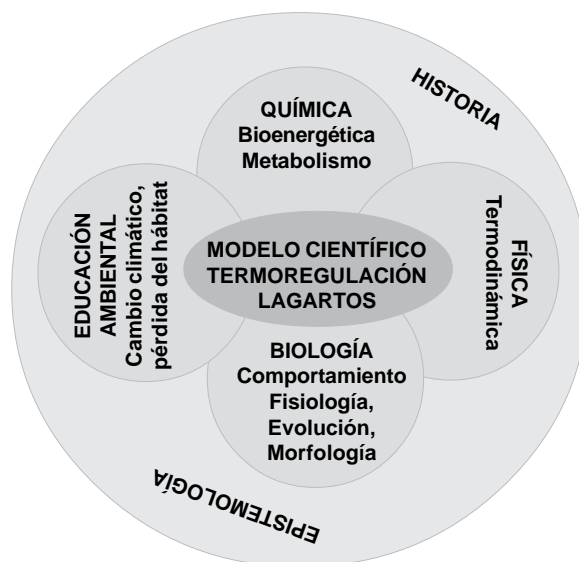 HISTORIA
QUÍMICA
Bioenergética
Metabolismo
EDUCACIÓN
AMBIENTAL
Cambio climático,
pérdida del hábitat
MODELO CIENTÍFICO
TERMOREGULACIÓN
LAGARTOS
FÍSICA
Termodinámica
BIOLOGÍA
Comportamiento
Fisiología,
Evolución,
Morfología
EPISTEMOLOGÍA